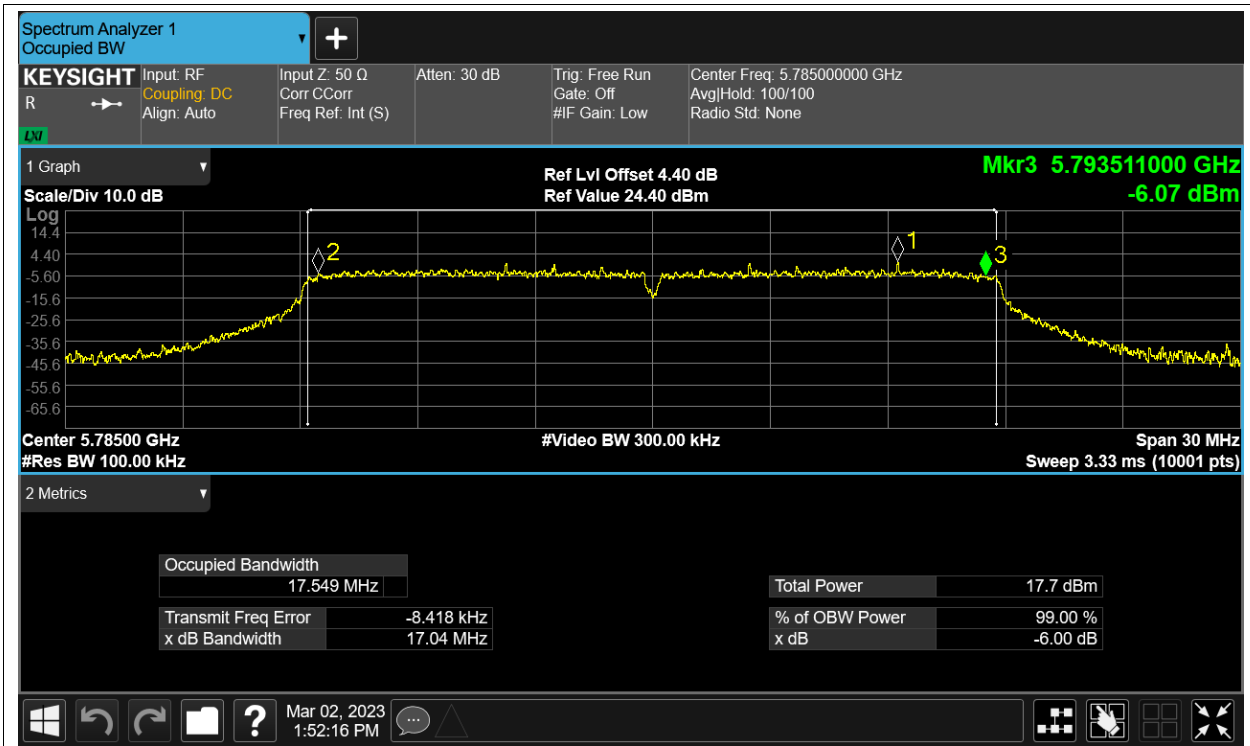 Spectrum Analyzer 1
Occupied BW
KEYSIGHT
R
LXI
Input: RF
Coupling: DC
Align: Auto
Input Z: 50 Ω
Corr CCorr
Freq Ref: Int (S)
Atten: 30 dB
Trig: Free Run
Gate: Off
#IF Gain: Low
Center Freq: 5.785000000 GHz
Avg|Hold: 100/100
Radio Std: None
1 Graph
Scale/Div 10.0 dB
Ref Lvl Offset 4.40 dB
Ref Value 24.40 dBm
Mkr3 5.793511000 GHz
-6.07 dBm
Log
14.4
4.40
-5.60
-15.6
-25.6
-35.6
-45.6
-55.6
-65.6
2
1
3
Center 5.78500 GHz
#Res BW 100.00 kHz
#Video BW 300.00 kHz
Span 30 MHz
Sweep 3.33 ms (10001 pts)
2 Metrics
Occupied Bandwidth
17.549 MHz
Transmit Freq Error -8.418 kHz
x dB Bandwidth 17.04 MHz
Total Power 17.7 dBm
% of OBW Power 99.00 %
x dB -6.00 dB
?
Mar 02, 2023
1:52:16 PM